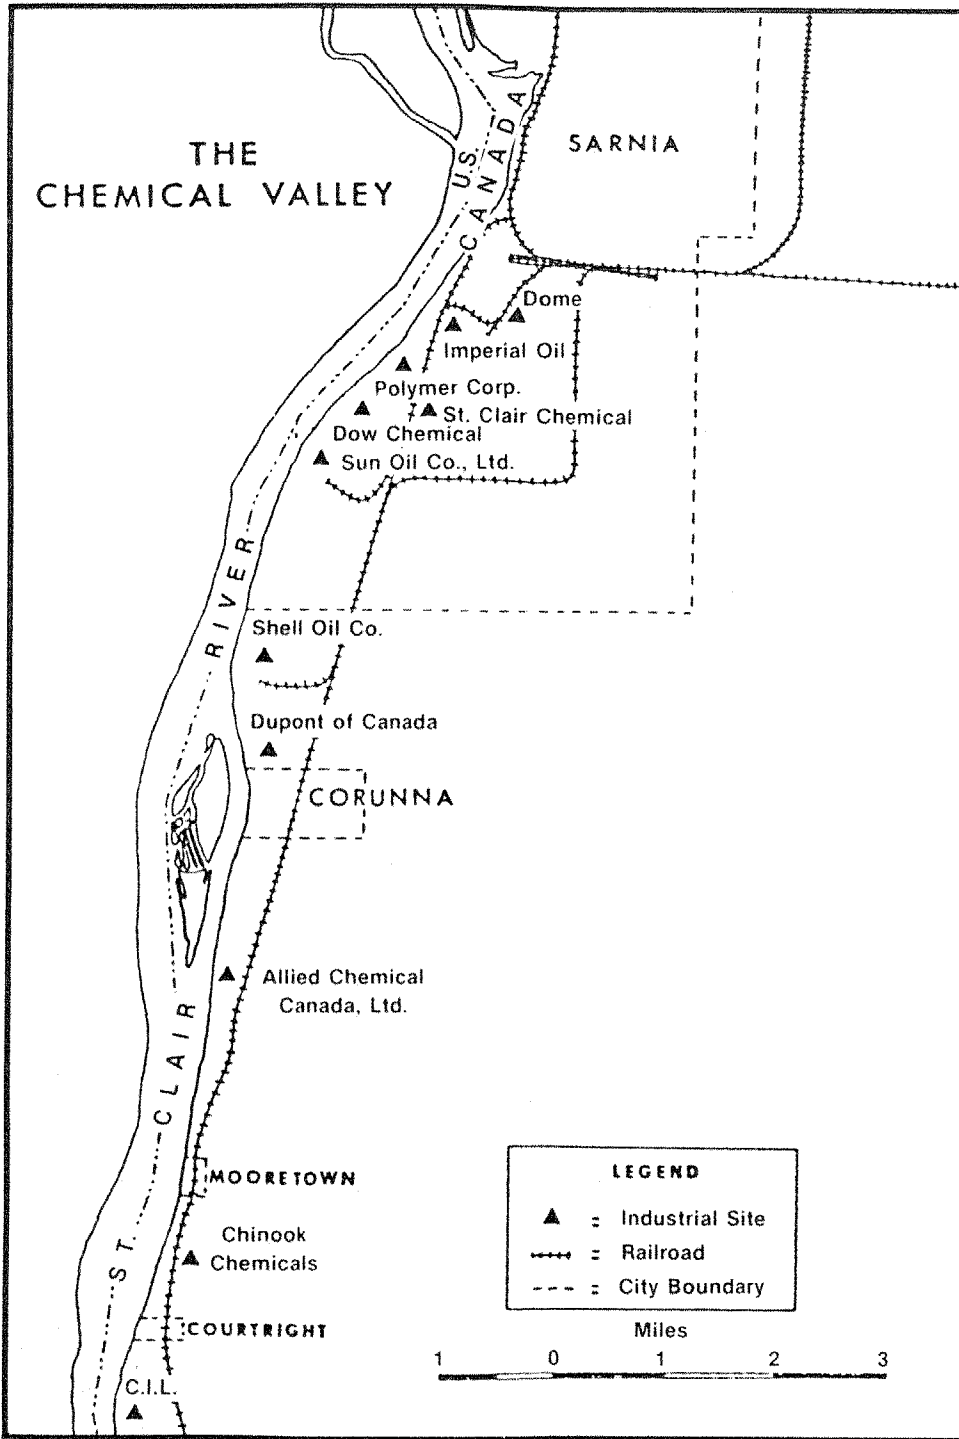 THE
CHEMICAL VALLEY
U.S.
CANADA
SARNIA
Dome
Imperial Oil
Polymer Corp.
St. Clair Chemical
Dow Chemical
Sun Oil Co., Ltd.
Shell Oil Co.
Dupont of Canada
CORUNNA
Allied Chemical
Canada, Ltd.
ST. CLAIR RIVER
MOORETOWN
Chinook
Chemicals
COURTRIGHT
C.I.L.
LEGEND
= Industrial Site
= Railroad
= City Boundary
Miles
1 0 1 2 3